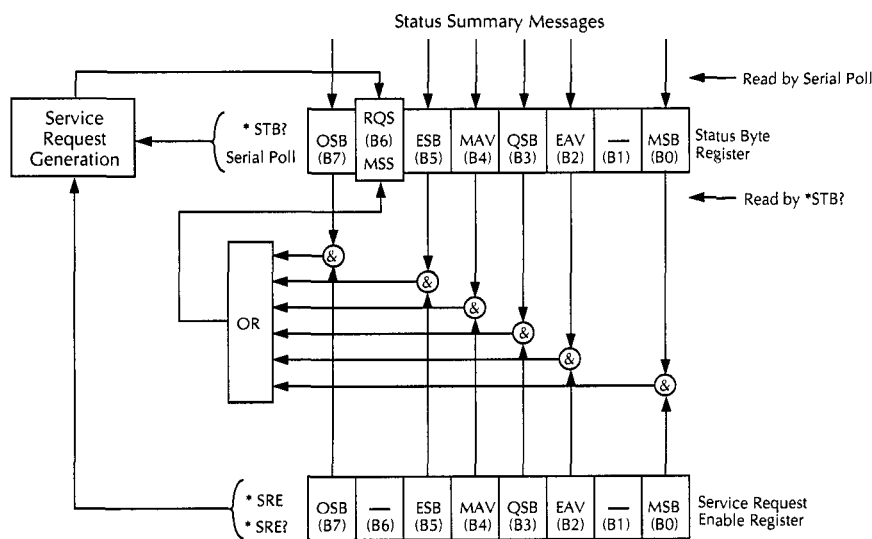 Status Summary Messages
Read by Serial Poll
Service
Request
Generation
* STB?
Serial Poll
OSB
(B7)
RQS
(B6)
MSS
ESB
(B5)
MAV
(B4)
QSB
(B3)
EAV
(B2)
—
(B1)
MSB
(B0)
Status Byte
Register
Read by *STB?
&
&
&
OR
&
&
&
* SRE
* SRE?
OSB
(B7)
—
(B6)
ESB
(B5)
MAV
(B4)
QSB
(B3)
EAV
(B2)
—
(B1)
MSB
(B0)
Service Request
Enable Register